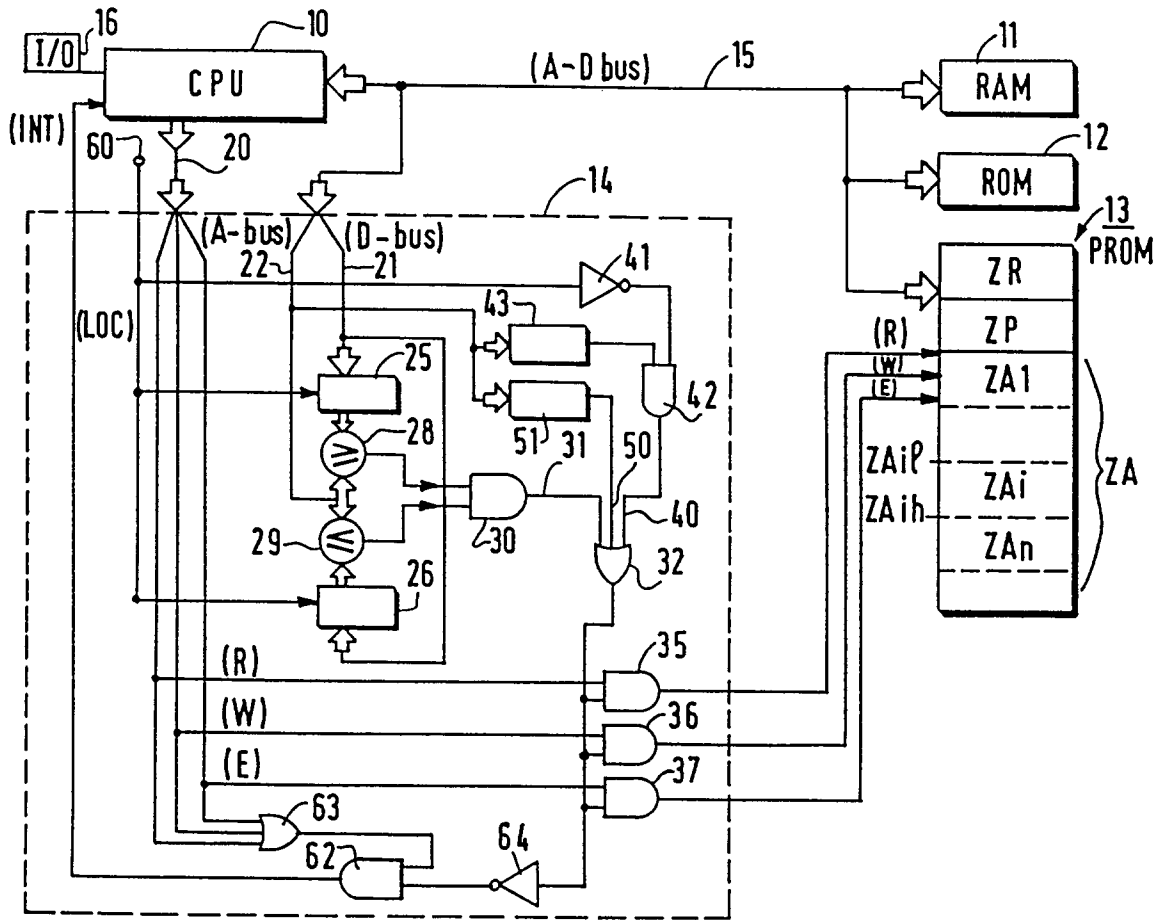 16
10
I/O
CPU
(A-D bus)
15
11
RAM
12
ROM
(INT)
60
20
14
13
PROM
(A-bus)
(D-bus)
22
21
41
ZR
(LOC)
43
ZP
(R)
(W)
(E)
ZA1
25
42
51
28
≥
50
31
ZAiℓ
ZAi
ZA
ZAih
29
≤
30
40
ZAn
32
26
(R)
35
(W)
36
(E)
37
63
62
64